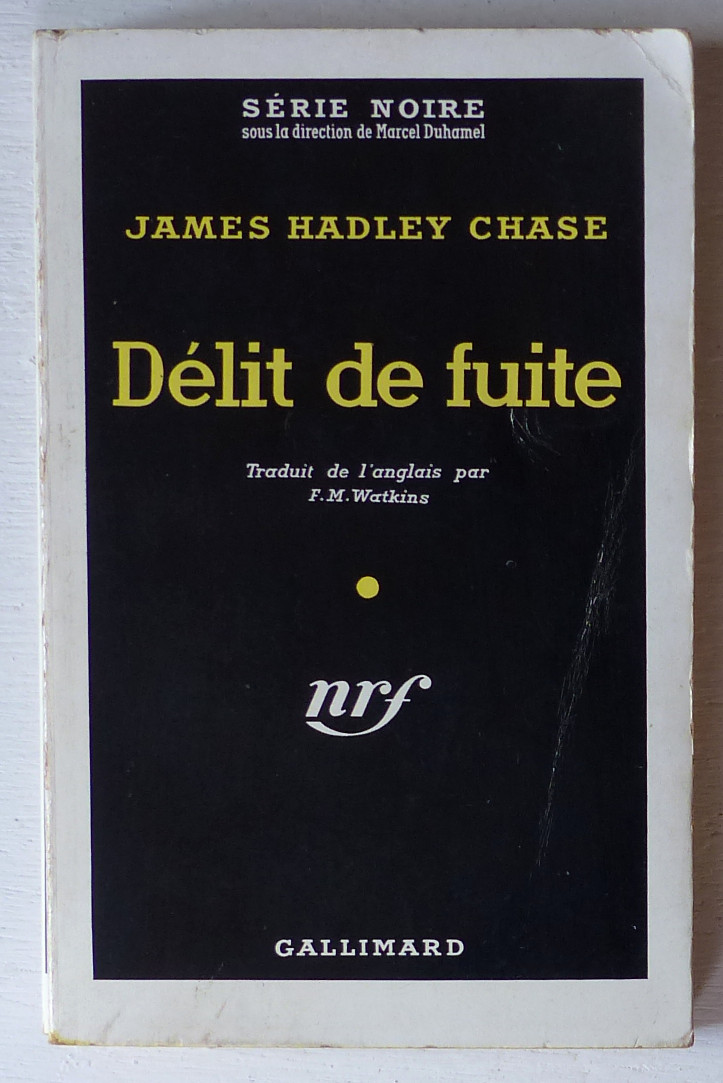 SÉRIE NOIRE
sous la direction de Marcel Duhamel
JAMES HADLEY CHASE
Délit de fuite
Traduit de l'anglais par
F.M. Watkins
nrf
GALLIMARD